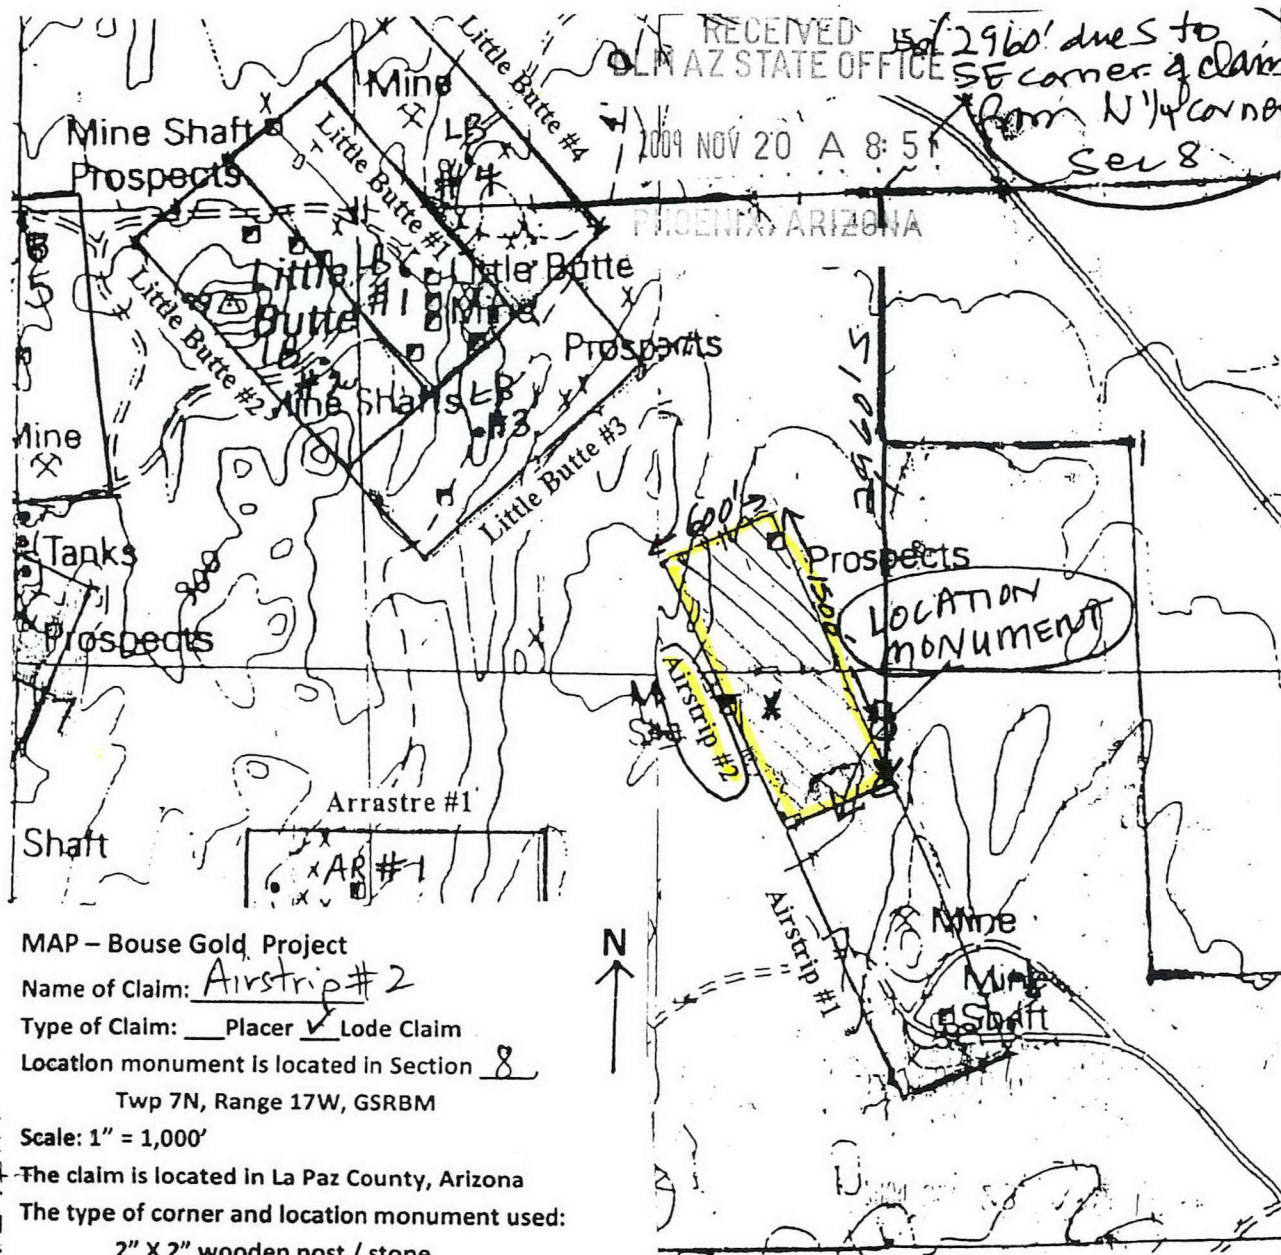 RECEIVED
BLM AZ STATE OFFICE
2009 NOV 20 A 8:51
PHOENIX, ARIZONA
2960' due S to
SE corner of claim
from N 1/4 corner
Sec 8
Little Butte #4
Mine
LB
#4
Mine Shaft
Prospects
Little Butte #1
Little
Butte
LB
#1
Little Butte
Mine
Little Butte #2
LB
#2
Mine Shafts
LB
#3
Prospects
Little Butte #3
5
Mine
2960' S
600'
1500'
Prospects
LOCATION
MONUMENT
Tanks
Prospects
7
Airstrip #2
Arrastre #1
AR #1
Shaft
Airstrip #1
Mine
Mine
Shaft
N
MAP – Bouse Gold Project
Name of Claim: Airstrip #2
Type of Claim: ___Placer ✓ Lode Claim
Location monument is located in Section 8
Twp 7N, Range 17W, GSRBM
Scale: 1" = 1,000'
The claim is located in La Paz County, Arizona
The type of corner and location monument used:
2" X 2" wooden post / stone